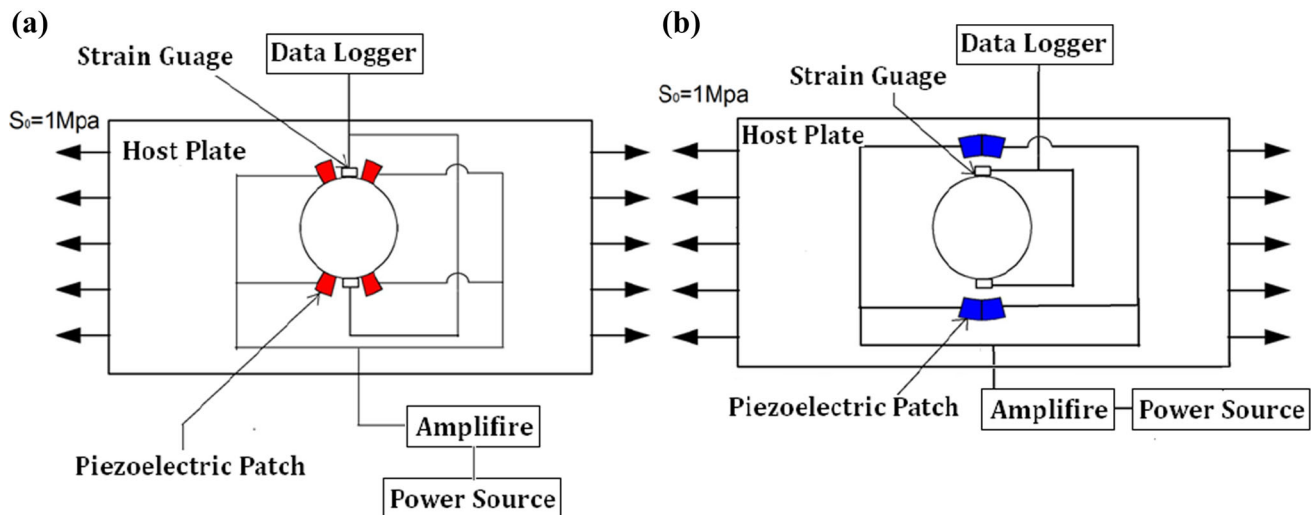 (a)
Data Logger
Strain Guage
S₀=1Mpa
Host Plate
Amplifire
Piezoelectric Patch
Power Source
(b)
Data Logger
Strain Guage
S₀=1Mpa
Host Plate
Piezoelectric Patch
Amplifire
Power Source